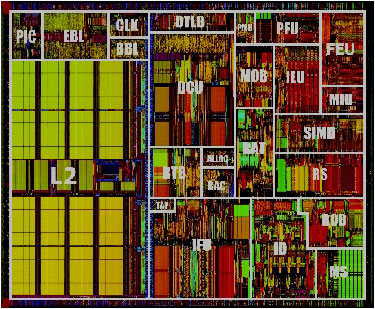 PIC
EBL
CLK
BBL
DTLB
PMH
PFU
FEU
DCU
MOB
IEU
MIU
SIMD
L2
BTB
ALLOC
BAC
RAT
RS
TAP
IFU
ID
ROB
MS